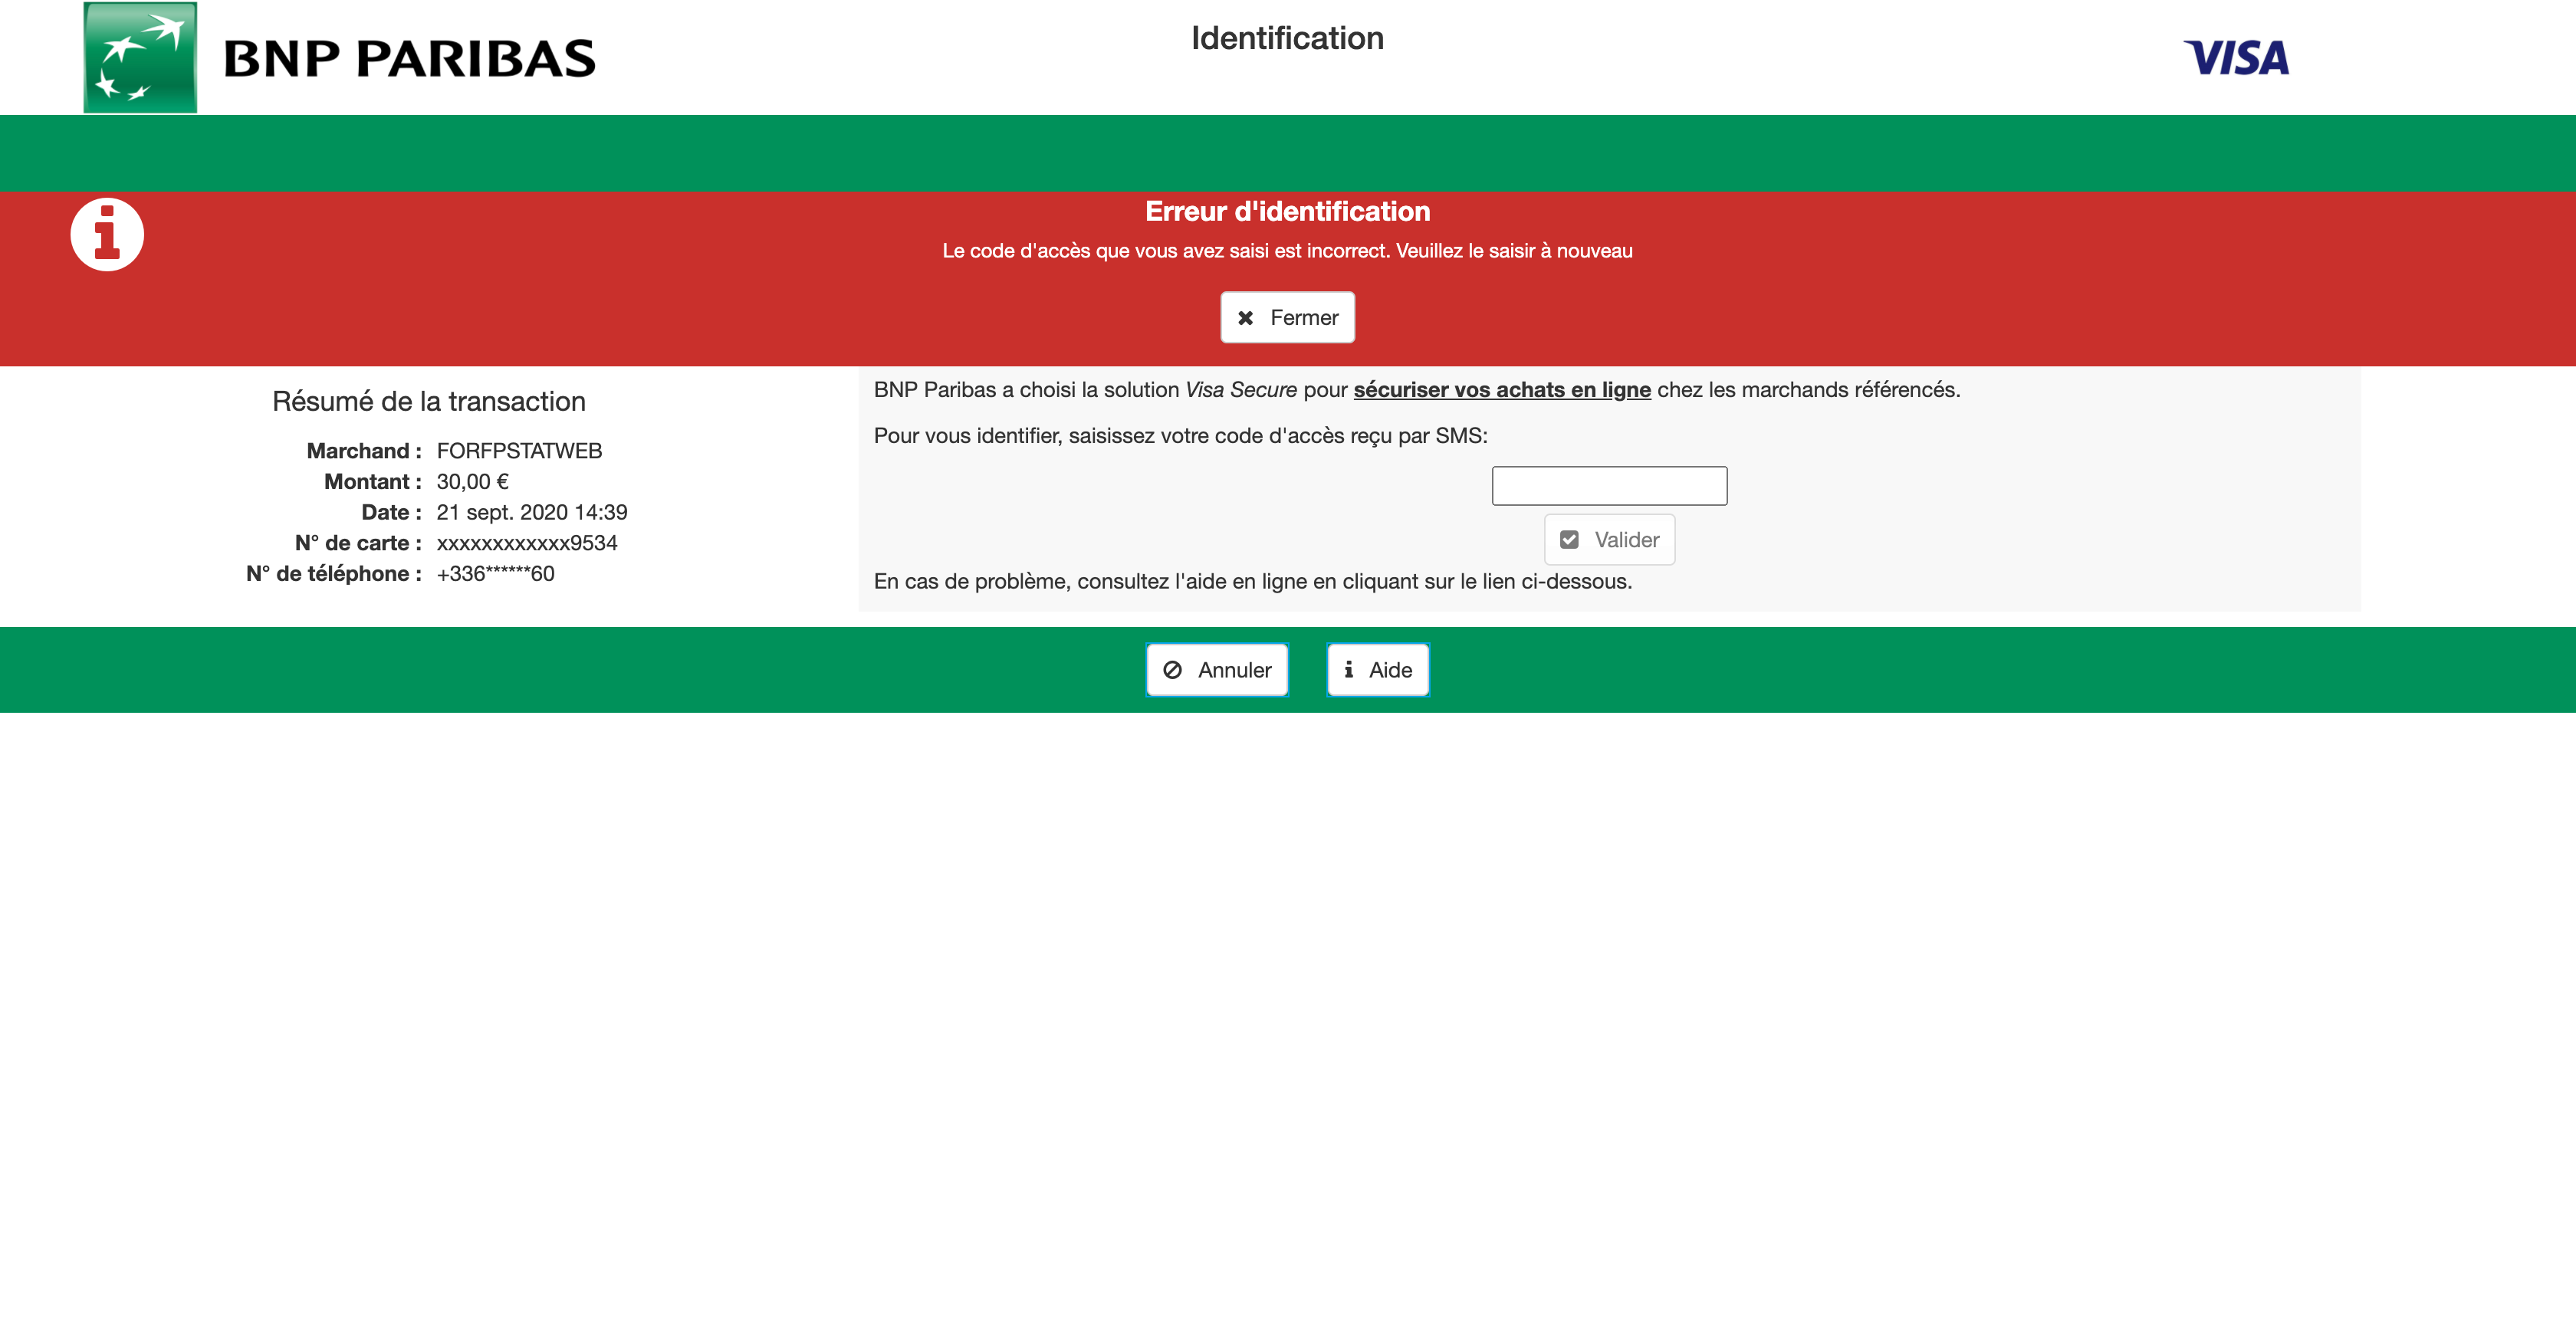 BNP PARIBAS
Identification
VISA
Erreur d'identification
Le code d'accès que vous avez saisi est incorrect. Veuillez le saisir à nouveau
Fermer
Résumé de la transaction
Marchand : FORFPSTATWEB
Montant : 30,00 €
Date : 21 sept. 2020 14:39
N° de carte : xxxxxxxxxxxx9534
N° de téléphone : +336******60
BNP Paribas a choisi la solution Visa Secure pour sécuriser vos achats en ligne chez les marchands référencés.
Pour vous identifier, saisissez votre code d'accès reçu par SMS:
Valider
En cas de problème, consultez l'aide en ligne en cliquant sur le lien ci-dessous.
Annuler
Aide